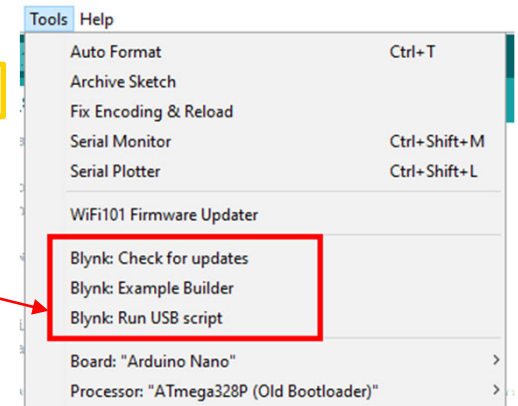 Tools Help
Auto Format Ctrl+T
Archive Sketch
Fix Encoding & Reload
Serial Monitor Ctrl+Shift+M
Serial Plotter Ctrl+Shift+L
WiFi101 Firmware Updater
Blynk: Check for updates
Blynk: Example Builder
Blynk: Run USB script
Board: "Arduino Nano"
Processor: "ATmega328P (Old Bootloader)"